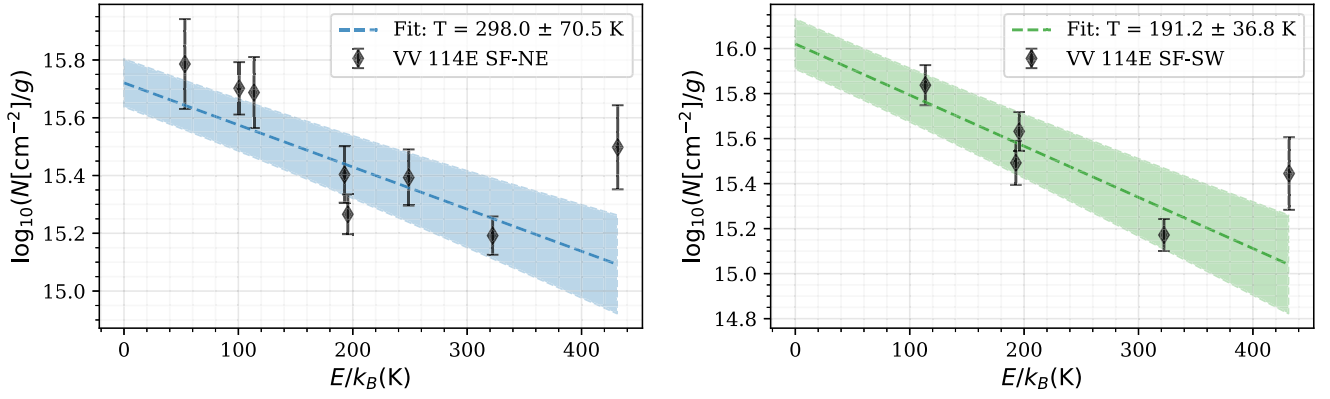 Fit: T = 298.0 ± 70.5 K
VV 114E SF-NE
log₁₀(N[cm⁻²]/g)
15.8
15.6
15.4
15.2
15.0
0 100 200 300 400
E/k_B(K)
Fit: T = 191.2 ± 36.8 K
VV 114E SF-SW
log₁₀(N[cm⁻²]/g)
16.0
15.8
15.6
15.4
15.2
15.0
14.8
0 100 200 300 400
E/k_B(K)